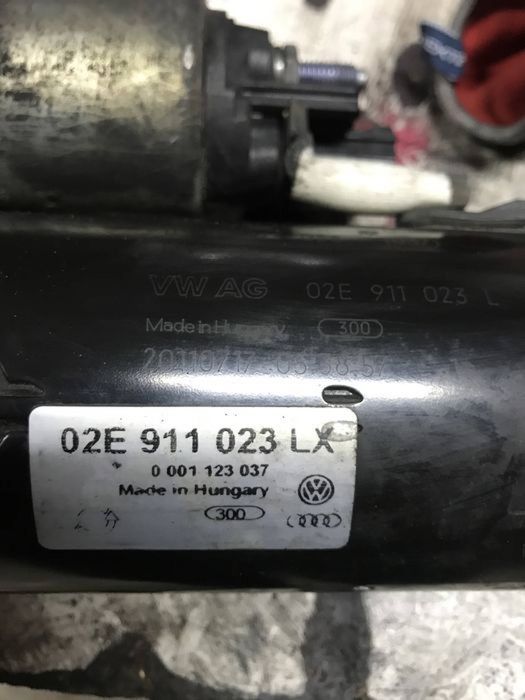 VW AG 02E 911 023 L
Made in Hungary 300
02E 911 023 LX
0 001 123 037
Made in Hungary
300